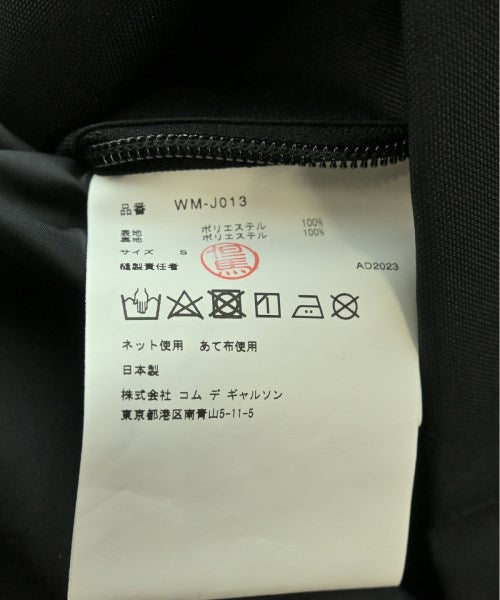 品番 WM-J013
表地 ポリエステル 100%
裏地 ポリエステル 100%
サイズ S
縫製責任者 AD2023
ネット使用 あて布使用
日本製
株式会社 コム デ ギャルソン
東京都港区南青山5-11-5